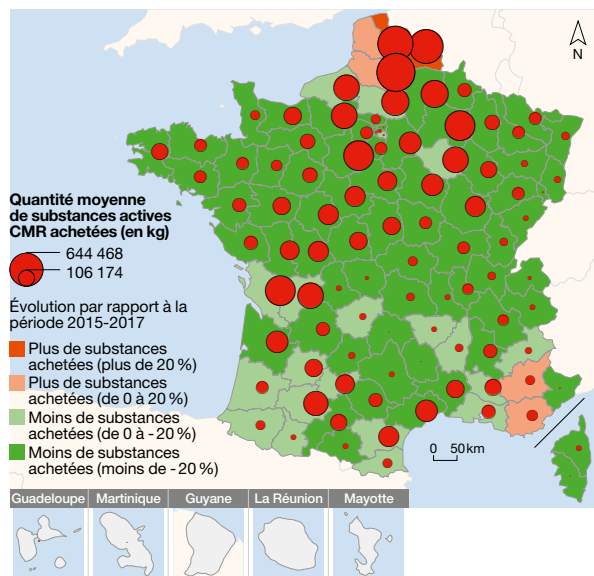 N
Quantité moyenne
de substances actives
CMR achetées (en kg)
644 468
106 174
Évolution par rapport à la
période 2015-2017
Plus de substances
achetées (plus de 20 %)
Plus de substances
achetées (de 0 à 20 %)
Moins de substances
achetées (de 0 à - 20 %)
Moins de substances
achetées (moins de - 20 %)
0 50 km
Guadeloupe Martinique Guyane La Réunion Mayotte